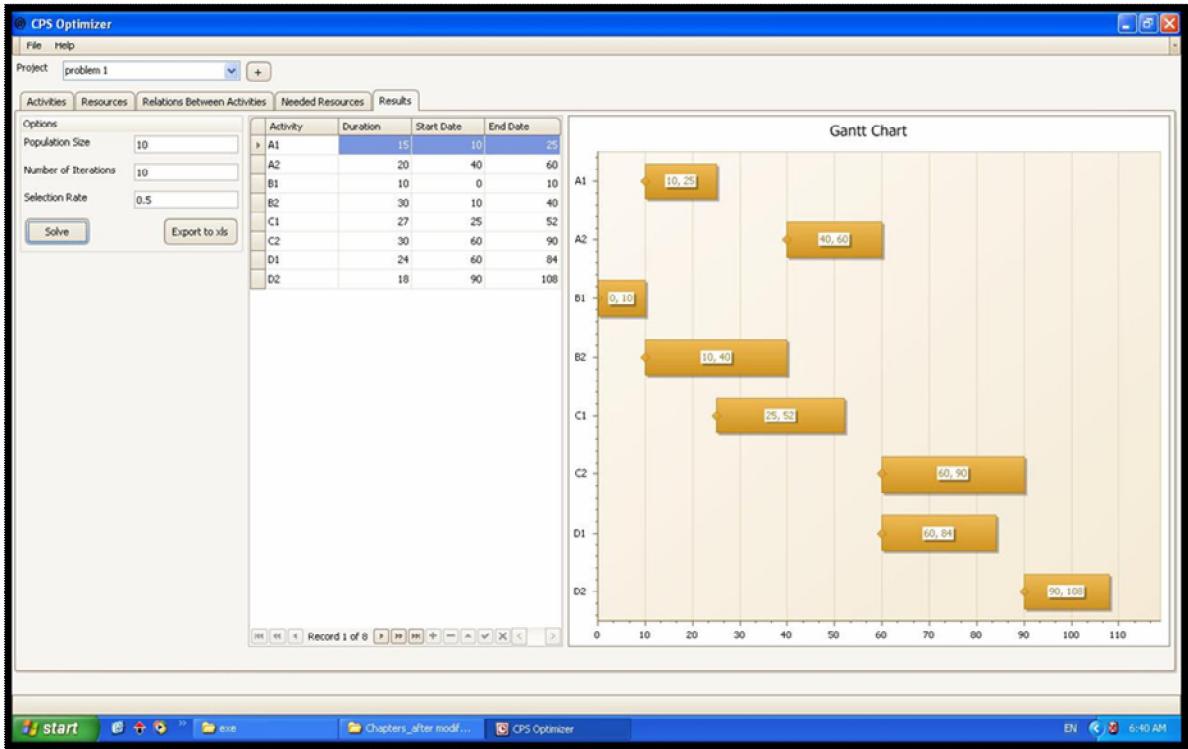 CPS Optimizer
File Help
Project problem 1 +
Activities Resources Relations Between Activities Needed Resources Results
Options
Population Size 10
Number of Iterations 10
Selection Rate 0.5
Solve Export to xls
Activity Duration Start Date End Date
A1 15 10 25
A2 20 40 60
B1 10 0 10
B2 30 10 40
C1 27 25 52
C2 30 60 90
D1 24 60 84
D2 18 90 108
Record 1 of 8
Gantt Chart
A1 10, 25
A2 40, 60
B1 0, 10
B2 10, 40
C1 25, 52
C2 60, 90
D1 60, 84
D2 90, 108
0 10 20 30 40 50 60 70 80 90 100 110
start exe Chapters_after modif... CPS Optimizer EN 6:40 AM